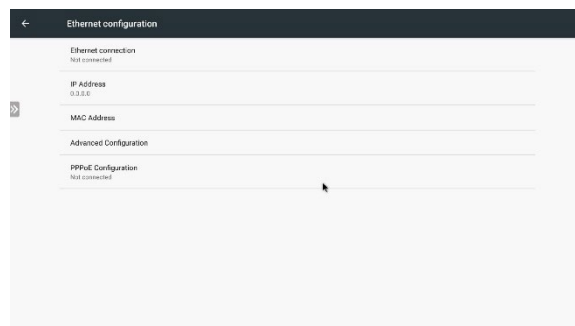 Ethernet configuration
Ethernet connection
Not connected
IP Address
0.0.0.0
MAC Address
Advanced Configuration
PPPoE Configuration
Not connected